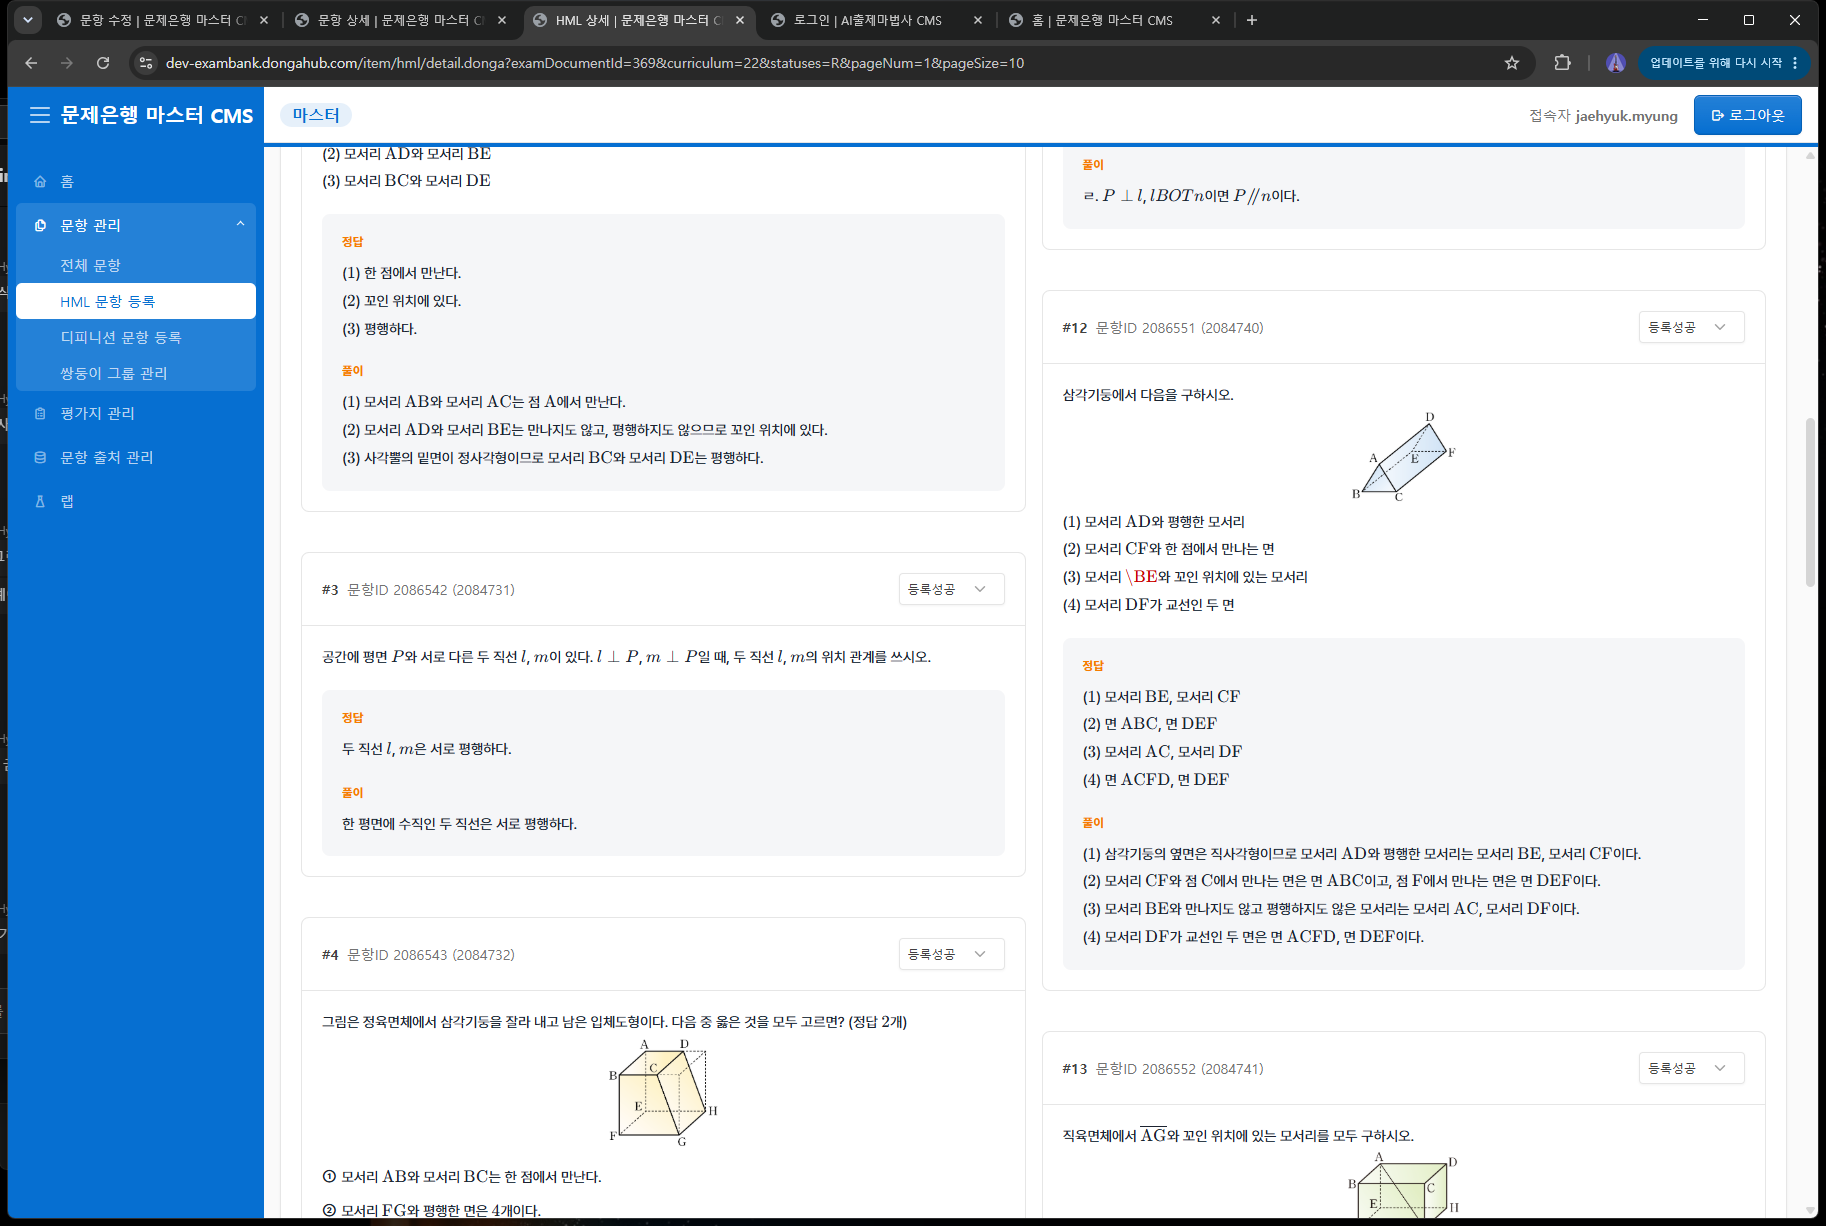 문항 수정 | 문제은행 마스터 C
문항 상세 | 문제은행 마스터 C
HML 상세 | 문제은행 마스터 C
로그인 | AI출제마법사 CMS
홈 | 문제은행 마스터 CMS
dev-exambank.dongahub.com/item/hml/detail.donga?examDocumentId=369&curriculum=22&statuses=R&pageNum=1&pageSize=10
업데이트를 위해 다시 시작
문제은행 마스터 CMS
마스터
접속자 jaehyuk.myung
로그아웃
홈
문항 관리
전체 문항
HML 문항 등록
디피니션 문항 등록
쌍둥이 그룹 관리
평가지 관리
문항 출처 관리
랩
(2) 모서리 AD와 모서리 BE
(3) 모서리 BC와 모서리 DE
정답
(1) 한 점에서 만난다.
(2) 꼬인 위치에 있다.
(3) 평행하다.
풀이
(1) 모서리 AB와 모서리 AC는 점 A에서 만난다.
(2) 모서리 AD와 모서리 BE는 만나지도 않고, 평행하지도 않으므로 꼬인 위치에 있다.
(3) 사각뿔의 밑면이 정사각형이므로 모서리 BC와 모서리 DE는 평행하다.
#3 문항ID 2086542 (2084731)
등록성공
공간에 평면 P와 서로 다른 두 직선 l, m이 있다. l ⊥ P, m ⊥ P일 때, 두 직선 l, m의 위치 관계를 쓰시오.
정답
두 직선 l, m은 서로 평행하다.
풀이
한 평면에 수직인 두 직선은 서로 평행하다.
#4 문항ID 2086543 (2084732)
등록성공
그림은 정육면체에서 삼각기둥을 잘라 내고 남은 입체도형이다. 다음 중 옳은 것을 모두 고르면? (정답 2개)
A D
B C
E H
F G
① 모서리 AB와 모서리 BC는 한 점에서 만난다.
② 모서리 FG와 평행한 면은 4개이다.
풀이
ㄹ. P ⊥ l, lBOTn이면 P // n이다.
#12 문항ID 2086551 (2084740)
등록성공
삼각기둥에서 다음을 구하시오.
D
A E F
B C
(1) 모서리 AD와 평행한 모서리
(2) 모서리 CF와 한 점에서 만나는 면
(3) 모서리 \BE와 꼬인 위치에 있는 모서리
(4) 모서리 DF가 교선인 두 면
정답
(1) 모서리 BE, 모서리 CF
(2) 면 ABC, 면 DEF
(3) 모서리 AC, 모서리 DF
(4) 면 ACFD, 면 DEF
풀이
(1) 삼각기둥의 옆면은 직사각형이므로 모서리 AD와 평행한 모서리는 모서리 BE, 모서리 CF이다.
(2) 모서리 CF와 점 C에서 만나는 면은 면 ABC이고, 점 F에서 만나는 면은 면 DEF이다.
(3) 모서리 BE와 만나지도 않고 평행하지도 않은 모서리는 모서리 AC, 모서리 DF이다.
(4) 모서리 DF가 교선인 두 면은 면 ACFD, 면 DEF이다.
#13 문항ID 2086552 (2084741)
등록성공
직육면체에서 A̅G̅와 꼬인 위치에 있는 모서리를 모두 구하시오.
A D
B C
E H